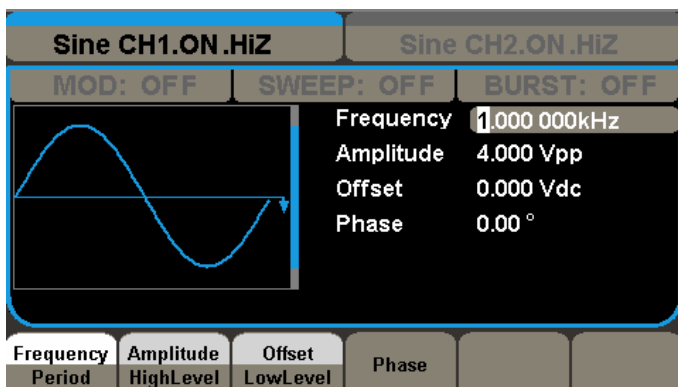 Sine CH1.ON.HiZ
Sine CH2.ON.HiZ
MOD: OFF
SWEEP: OFF
BURST: OFF
Frequency 1.000 000kHz
Amplitude 4.000 Vpp
Offset 0.000 Vdc
Phase 0.00 °
Frequency
Period
Amplitude
HighLevel
Offset
LowLevel
Phase